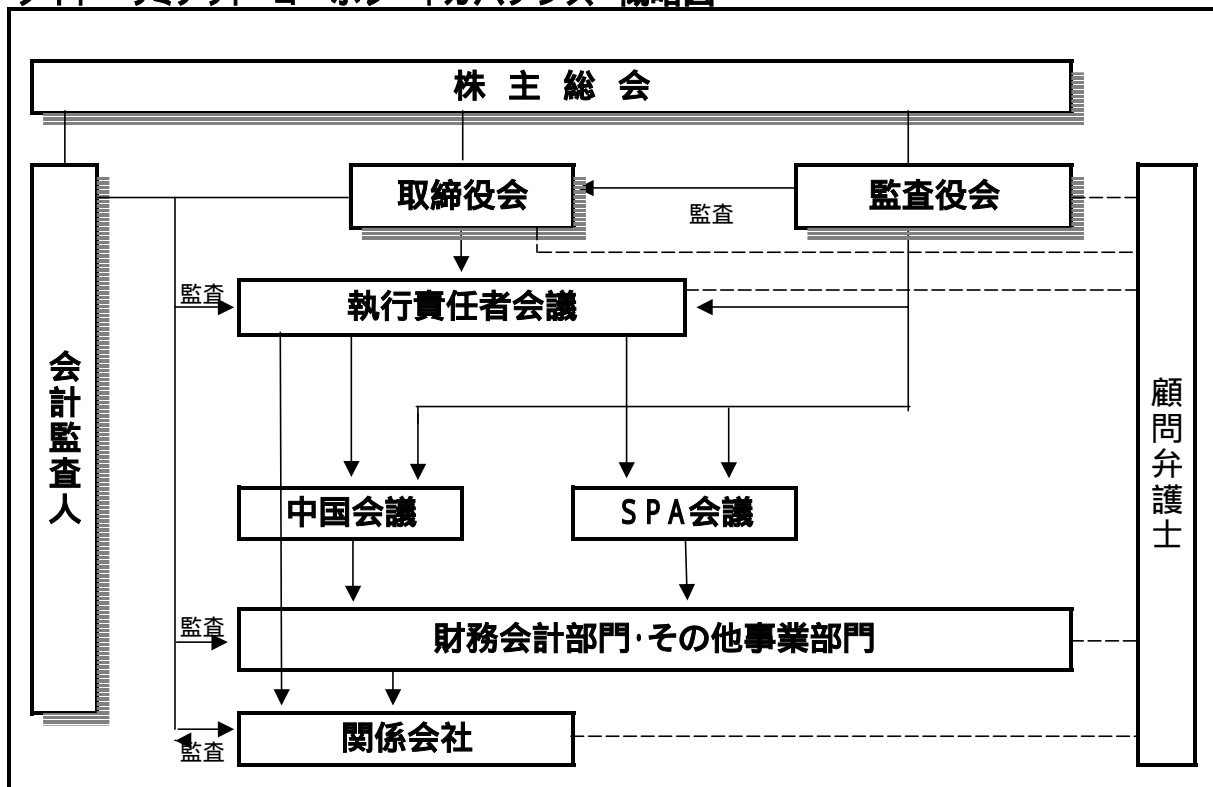 株主総会
取締役会
監査役会
監査
監査
執行責任者会議
会計監査人
顧問弁護士
中国会議
ＳＰＡ会議
監査
財務会計部門・その他事業部門
関係会社
監査